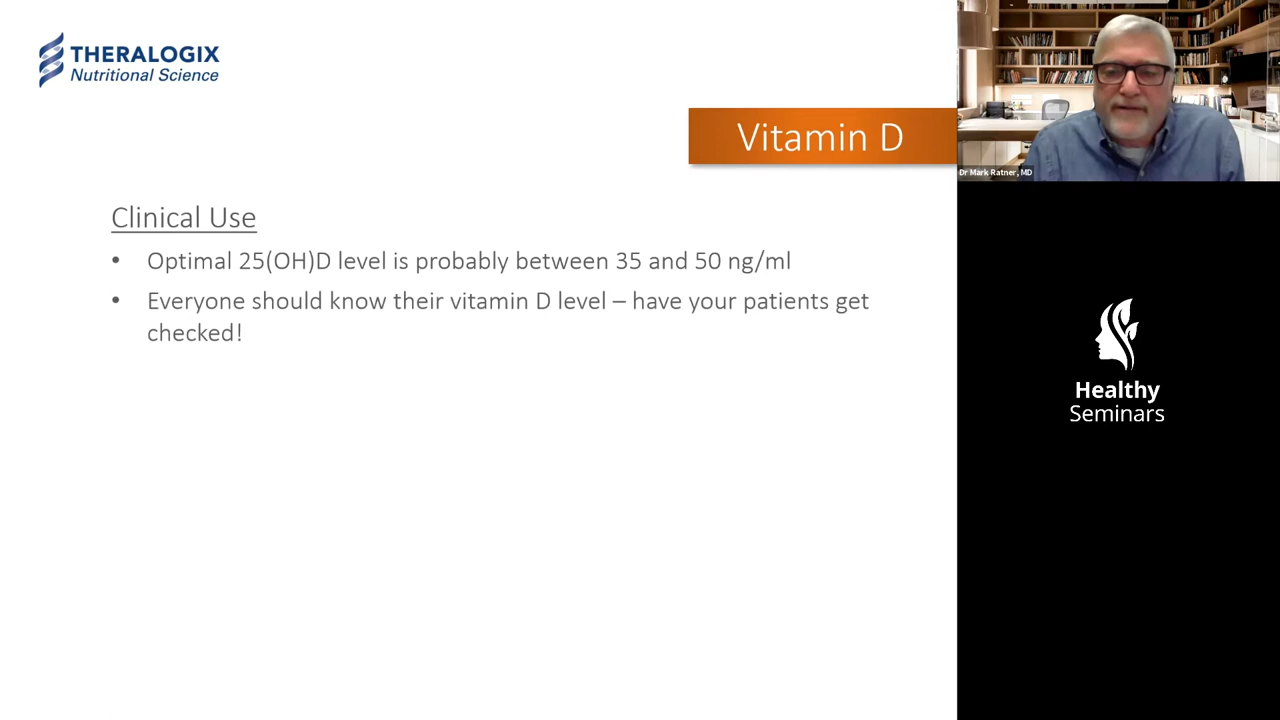 THERALOGIX
Nutritional Science
Vitamin D
Dr Mark Ratner, MD
Clinical Use
• Optimal 25(OH)D level is probably between 35 and 50 ng/ml
• Everyone should know their vitamin D level – have your patients get
checked!
Healthy
Seminars